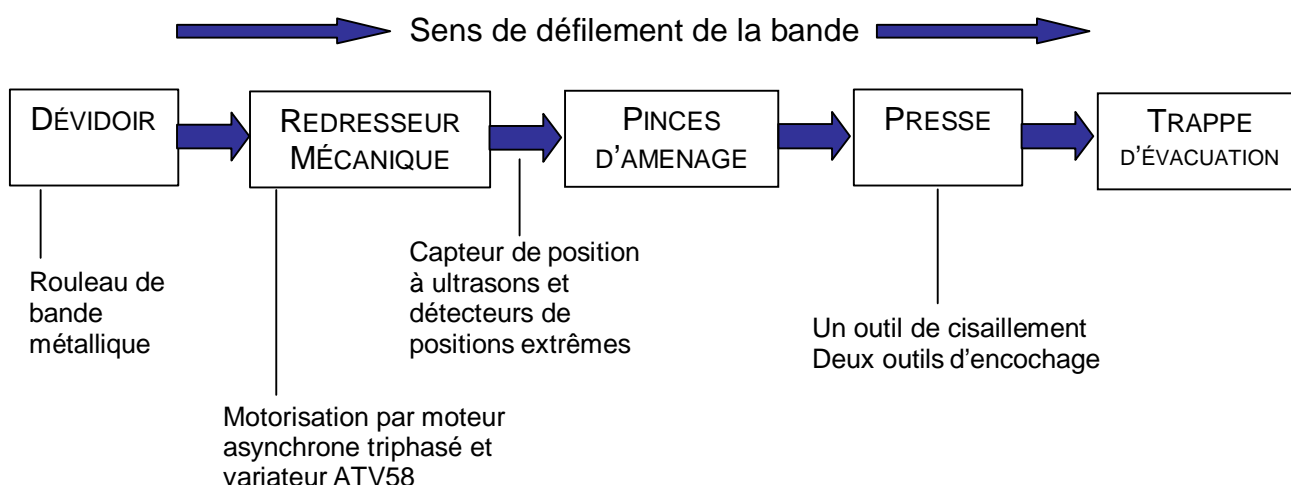 Sens de défilement de la bande
DÉVIDOIR
REDRESSEUR
MÉCANIQUE
PINCES
D’AMENAGE
PRESSE
TRAPPE
D’ÉVACUATION
Rouleau de
bande
métallique
Motorisation par moteur
asynchrone triphasé et
variateur ATV58
Capteur de position
à ultrasons et
détecteurs de
positions extrêmes
Un outil de cisaillement
Deux outils d’encochage